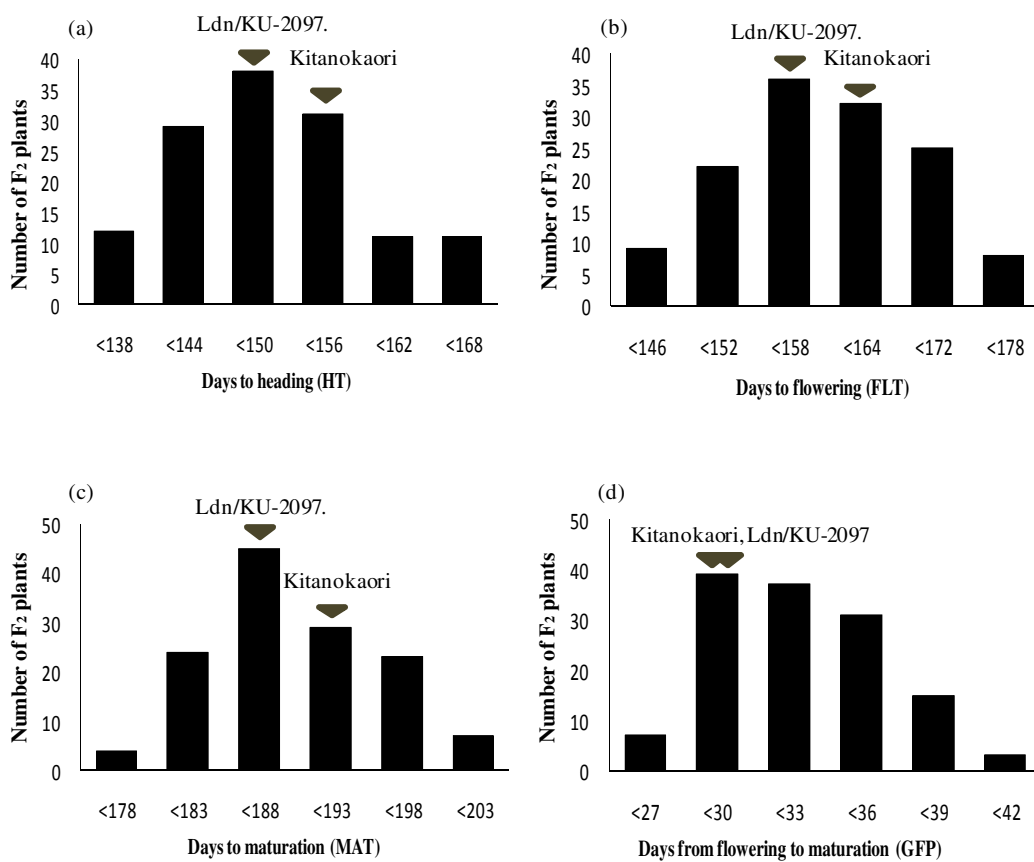 (a)
Ldn/KU-2097.
Kitanokaori
Number of F2 plants
40
35
30
25
20
15
10
5
0
<138 <144 <150 <156 <162 <168
Days to heading (HT)
(b)
Ldn/KU-2097.
Kitanokaori
Number of F2 plants
40
35
30
25
20
15
10
5
0
<146 <152 <158 <164 <172 <178
Days to flowering (FLT)
(c)
Ldn/KU-2097.
Kitanokaori
Number of F2 plants
50
40
30
20
10
0
<178 <183 <188 <193 <198 <203
Days to maturation (MAT)
(d)
Kitanokaori, Ldn/KU-2097
Number of F2 plants
50
40
30
20
10
0
<27 <30 <33 <36 <39 <42
Days from flowering to maturation (GFP)